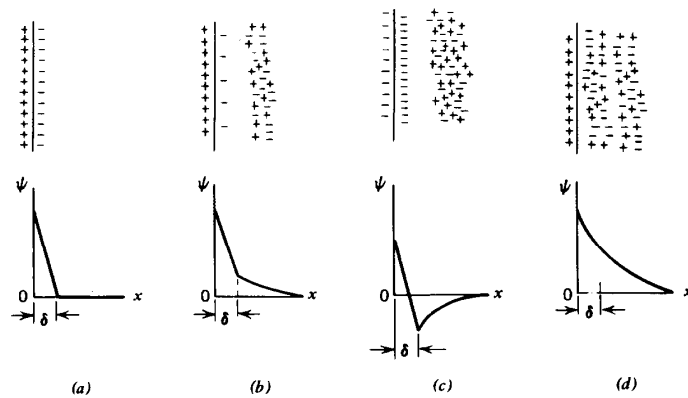 ψ ψ ψ ψ
0 x 0 x 0 x 0 x
δ δ δ δ
(a) (b) (c) (d)